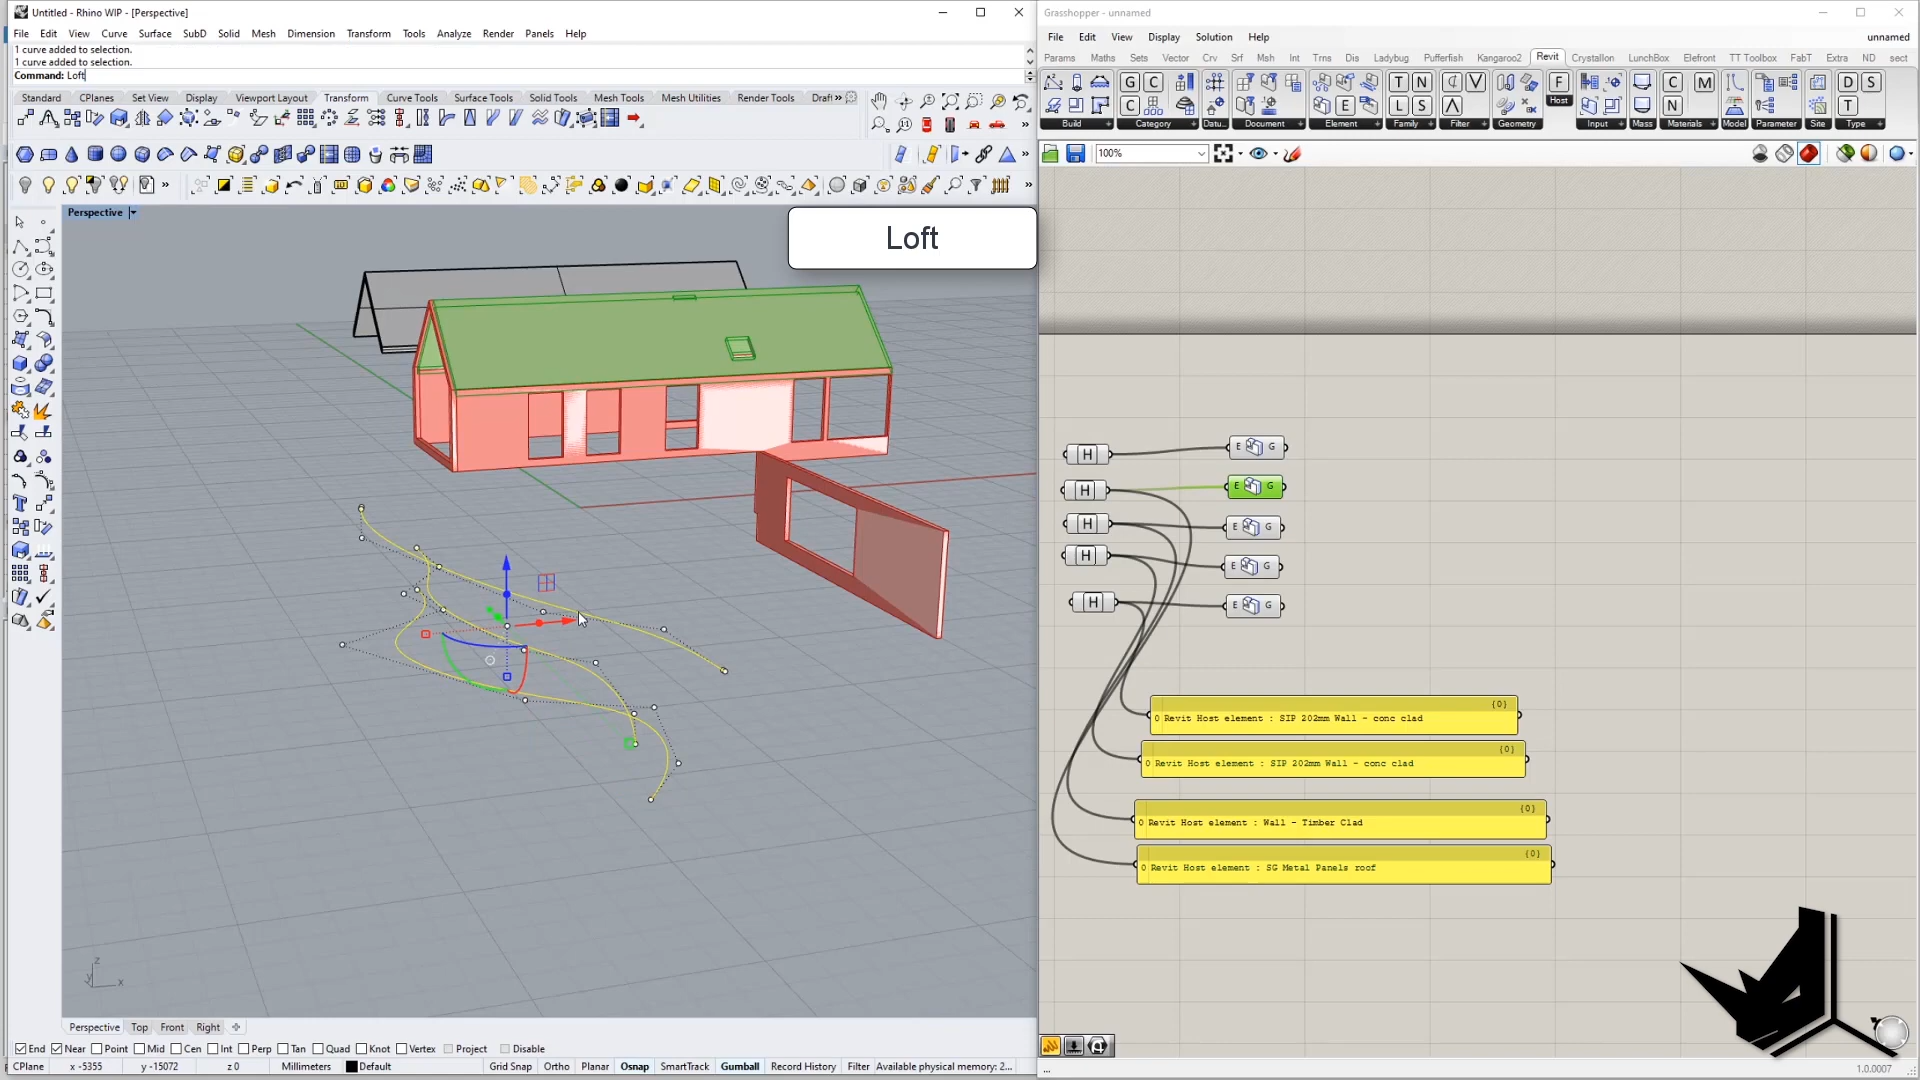 Untitled - Rhino WIP - [Perspective]
File Edit View Curve Surface SubD Solid Mesh Dimension Transform Tools Analyze Render Panels Help
1 curve added to selection.
1 curve added to selection.
Command: Loft
Standard CPlanes Set View Display Viewport Layout Transform Curve Tools Surface Tools Solid Tools Mesh Tools Mesh Utilities Render Tools Draft »
Perspective
Loft
z
y
x
Perspective Top Front Right
End Near Point Mid Cen Int Perp Tan Quad Knot Vertex Project Disable
CPlane x -5355 y -15072 z 0 Millimeters Default Grid Snap Ortho Planar Osnap SmartTrack Gumball Record History Filter Available physical memory: 2...
Grasshopper - unnamed
File Edit View Display Solution Help unnamed
Params Maths Sets Vector Crv Srf Msh Int Trns Dis Ladybug Pufferfish Kangaroo2 Revit Crystallon LunchBox Elefront TT Toolbox FabT Extra ND sect
G C T N F C M D S
Host
C E L S N T
Build Category Datu... Document Element Family Filter Geometry Input Mass Materials Model Parameter Site Type
100%
H E G
H E G
H E G
H E G
H E G
{0}
0 Revit Host element : SIP 202mm Wall - conc clad
{0}
0 Revit Host element : SIP 202mm Wall - conc clad
{0}
0 Revit Host element : Wall - Timber Clad
{0}
0 Revit Host element : SG Metal Panels roof
...
1.0.0007